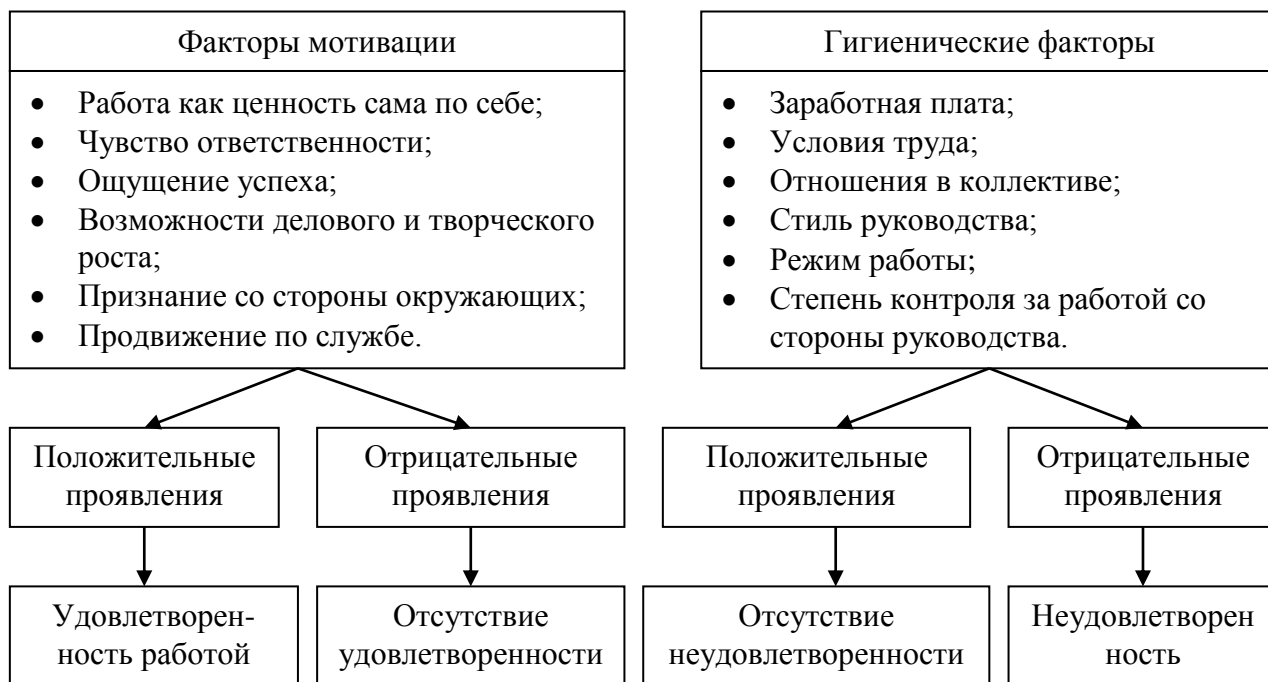 Факторы мотивации
• Работа как ценность сама по себе;
• Чувство ответственности;
• Ощущение успеха;
• Возможности делового и творческого
роста;
• Признание со стороны окружающих;
• Продвижение по службе.
Гигиенические факторы
• Заработная плата;
• Условия труда;
• Отношения в коллективе;
• Стиль руководства;
• Режим работы;
• Степень контроля за работой со
стороны руководства.
Положительные
проявления
Отрицательные
проявления
Положительные
проявления
Отрицательные
проявления
Удовлетворен-
ность работой
Отсутствие
удовлетворенности
Отсутствие
неудовлетворенности
Неудовлетворен
ность